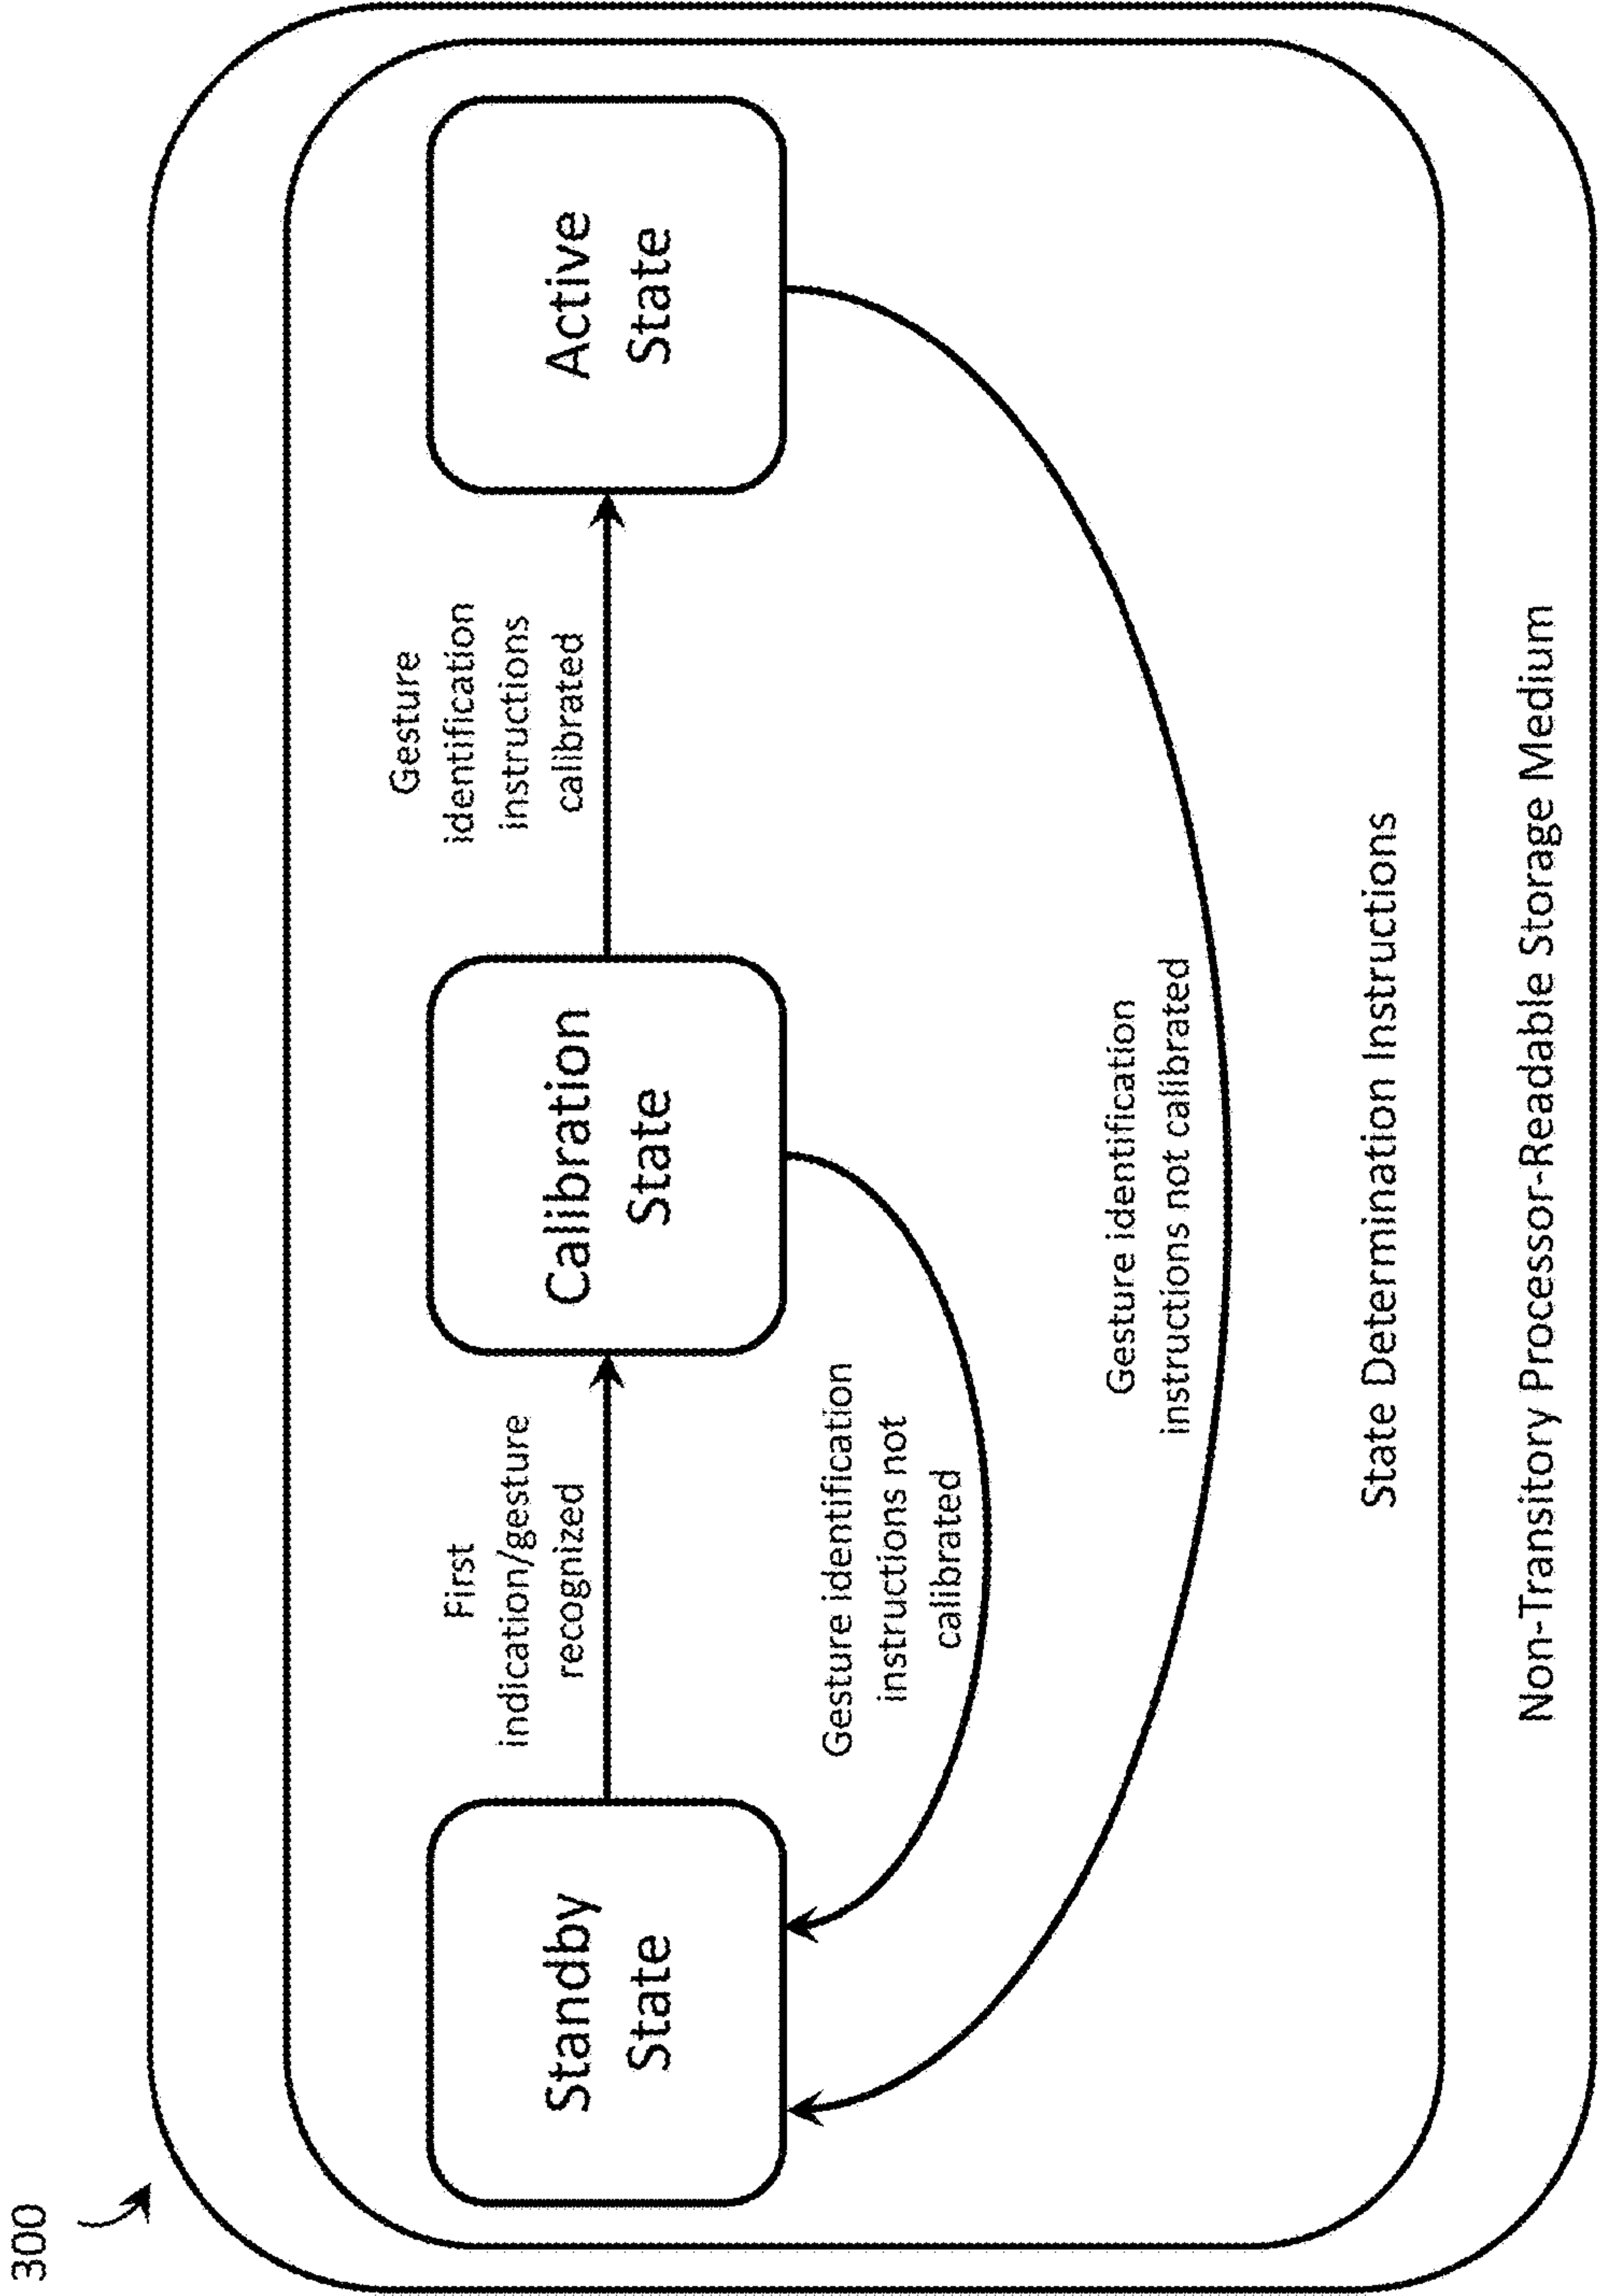 300
Standby
State
First
indication/gesture
recognized
Calibration
State
Gesture
identification
instructions
calibrated
Active
State
Gesture identification
instructions not
calibrated
Gesture identification
instructions not calibrated
State Determination Instructions
Non-Transitory Processor-Readable Storage Medium